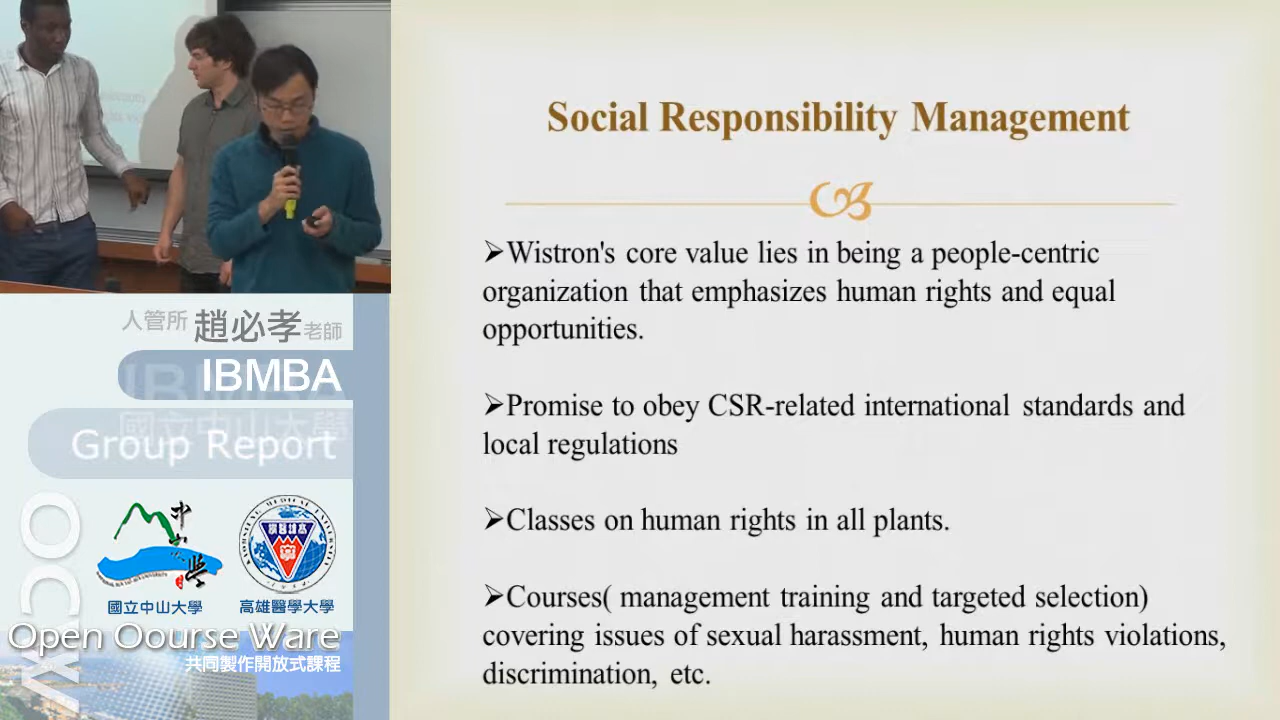 Social Responsibility Management
➢Wistron's core value lies in being a people-centric
organization that emphasizes human rights and equal
opportunities.
➢Promise to obey CSR-related international standards and
local regulations
➢Classes on human rights in all plants.
➢Courses( management training and targeted selection)
covering issues of sexual harassment, human rights violations,
discrimination, etc.
人管所 趙必孝老師
IBMBA
Group Report
國立中山大學
高雄醫學大學
Open Oourse Ware
共同製作開放式課程
OCW